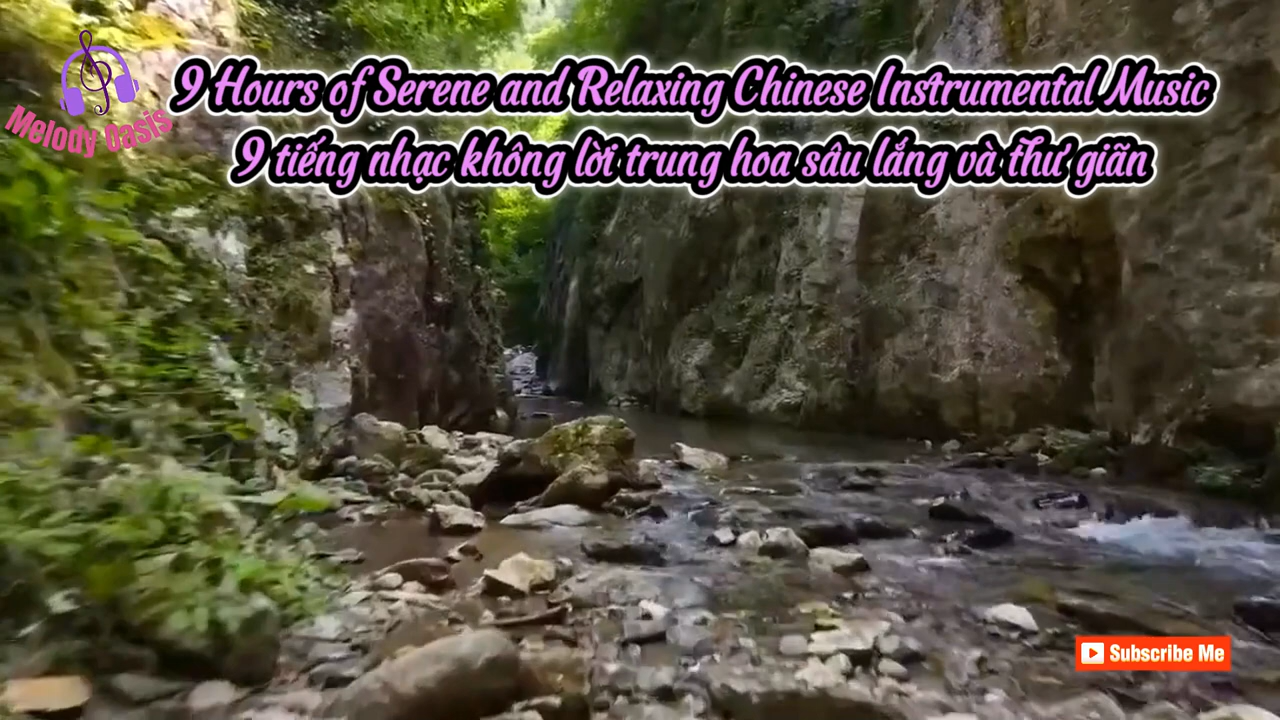 9 Hours of Serene and Relaxing Chinese Instrumental Music
9 tiếng nhạc không lời trung hoa sâu lắng và thư giãn
Melody Oasis
Subscribe Me